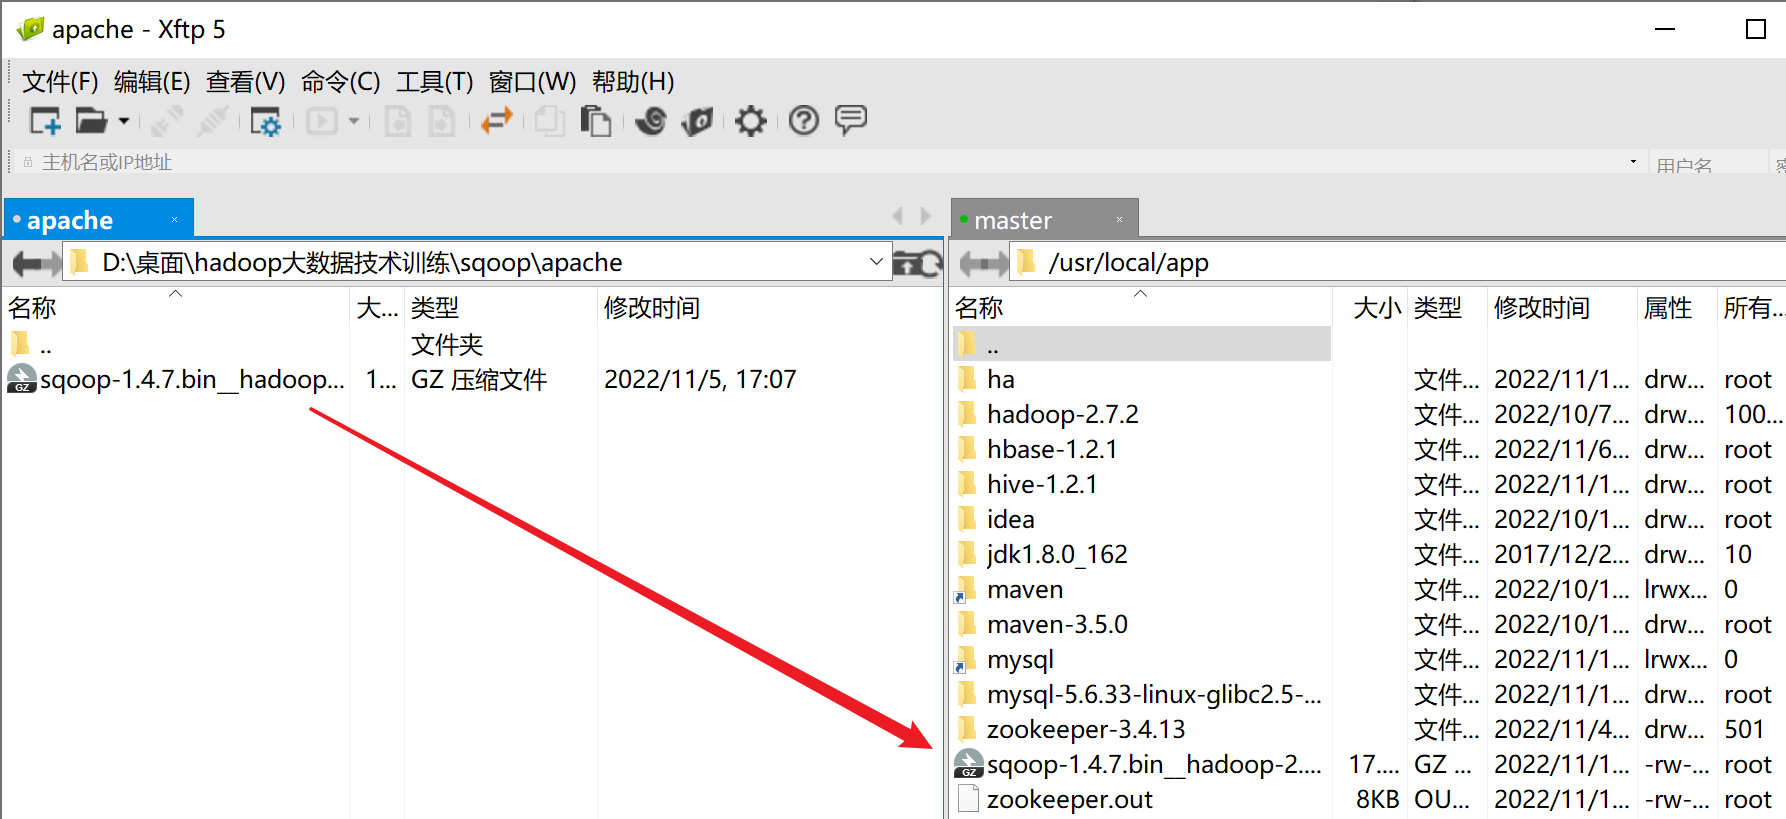 apache - Xftp 5
文件(F) 编辑(E) 查看(V) 命令(C) 工具(T) 窗口(W) 帮助(H)
主机名或IP地址 用户名
apache
D:\桌面\hadoop大数据技术训练\sqoop\apache
名称 大... 类型 修改时间
.. 文件夹
sqoop-1.4.7.bin__hadoop... 1... GZ 压缩文件 2022/11/5, 17:07
master
/usr/local/app
名称 大小 类型 修改时间 属性 所有...
..
ha 文件... 2022/11/1... drw... root
hadoop-2.7.2 文件... 2022/10/7... drw... 100...
hbase-1.2.1 文件... 2022/11/6... drw... root
hive-1.2.1 文件... 2022/11/1... drw... root
idea 文件... 2022/10/1... drw... root
jdk1.8.0_162 文件... 2017/12/2... drw... 10
maven 文件... 2022/10/1... lrwx... 0
maven-3.5.0 文件... 2022/10/1... drw... root
mysql 文件... 2022/11/1... lrwx... 0
mysql-5.6.33-linux-glibc2.5-... 文件... 2022/11/1... drw... root
zookeeper-3.4.13 文件... 2022/11/4... drw... 501
sqoop-1.4.7.bin__hadoop-2.... 17.... GZ ... 2022/11/1... -rw-... root
zookeeper.out 8KB OU... 2022/11/1... -rw-... root